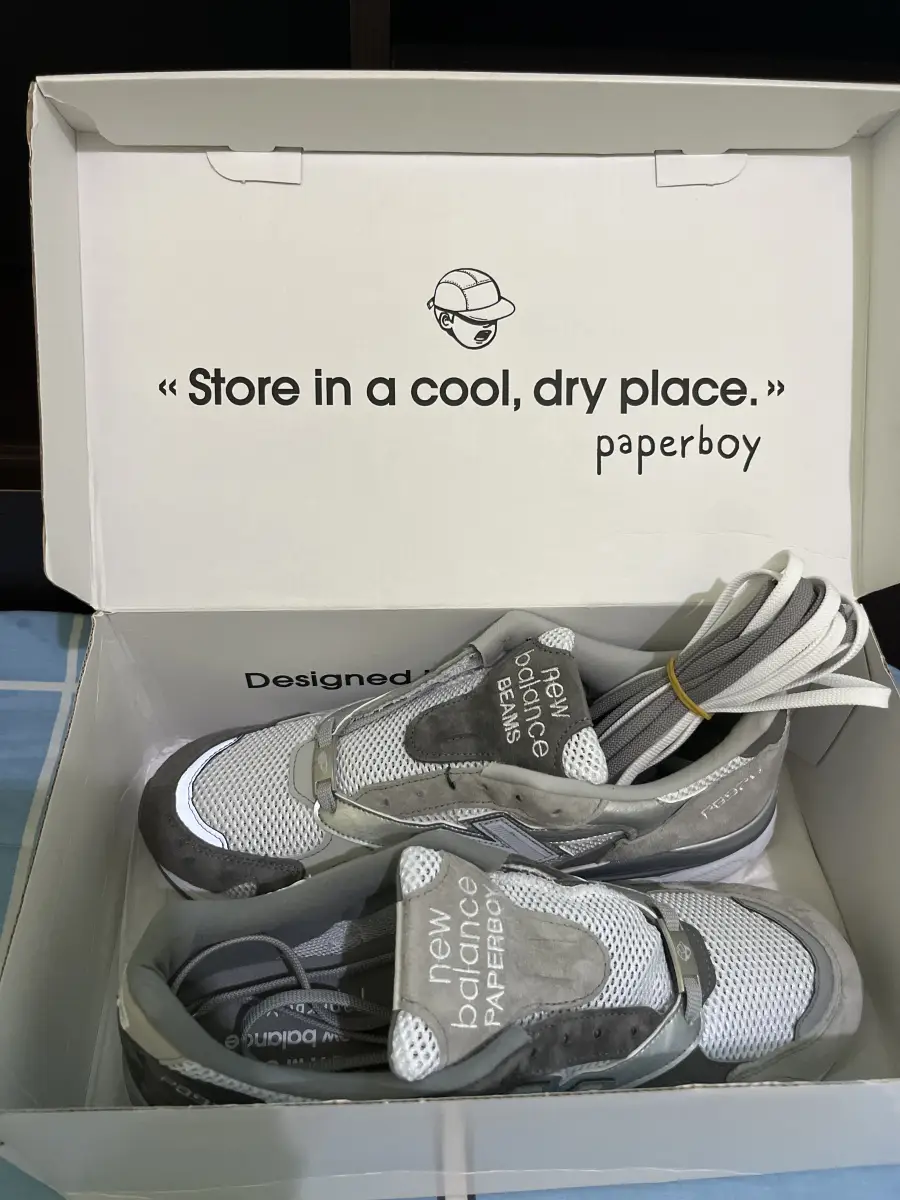 « Store in a cool, dry place. »
paperboy
Designed
new
balance
BEAMS
new
balance
PAPERBOY